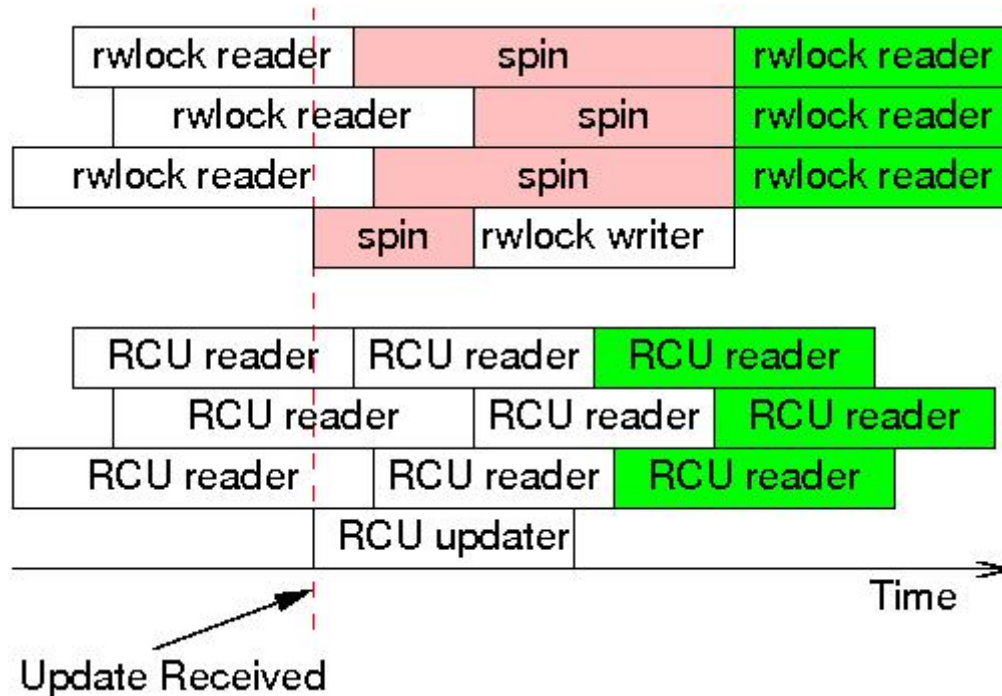 rwlock reader spin rwlock reader
rwlock reader spin rwlock reader
rwlock reader spin rwlock reader
spin rwlock writer
RCU reader RCU reader RCU reader
RCU reader RCU reader RCU reader
RCU reader RCU reader RCU reader
RCU updater
Time
Update Received